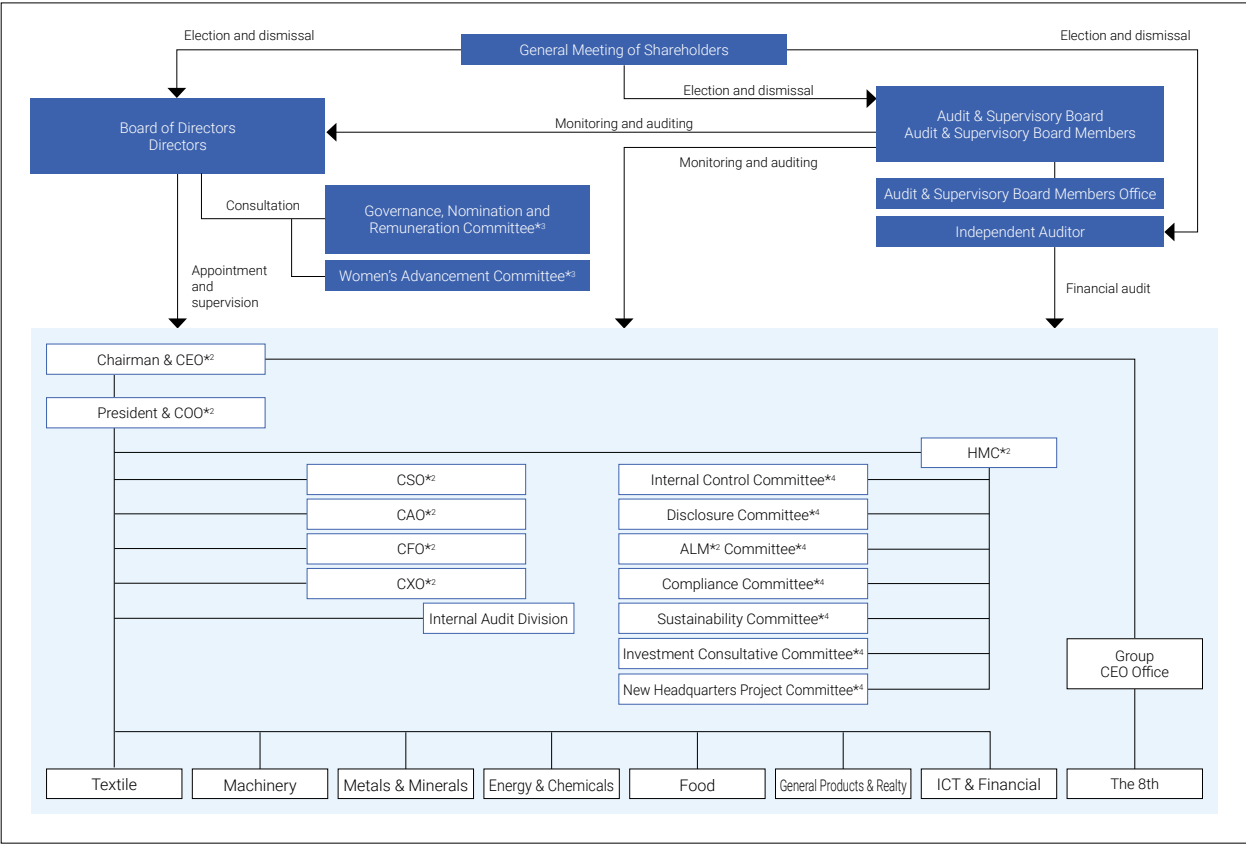 Election and dismissal
General Meeting of Shareholders
Election and dismissal
Election and dismissal
Board of Directors
Directors
Monitoring and auditing
Audit & Supervisory Board
Audit & Supervisory Board Members
Monitoring and auditing
Audit & Supervisory Board Members Office
Consultation
Governance, Nomination and
Remuneration Committee*3
Independent Auditor
Women's Advancement Committee*3
Appointment
and
supervision
Financial audit
Chairman & CEO*2
President & COO*2
HMC*2
CSO*2
Internal Control Committee*4
CAO*2
Disclosure Committee*4
CFO*2
ALM*2 Committee*4
CXO*2
Compliance Committee*4
Internal Audit Division
Sustainability Committee*4
Investment Consultative Committee*4
New Headquarters Project Committee*4
Group
CEO Office
Textile
Machinery
Metals & Minerals
Energy & Chemicals
Food
General Products & Realty
ICT & Financial
The 8th